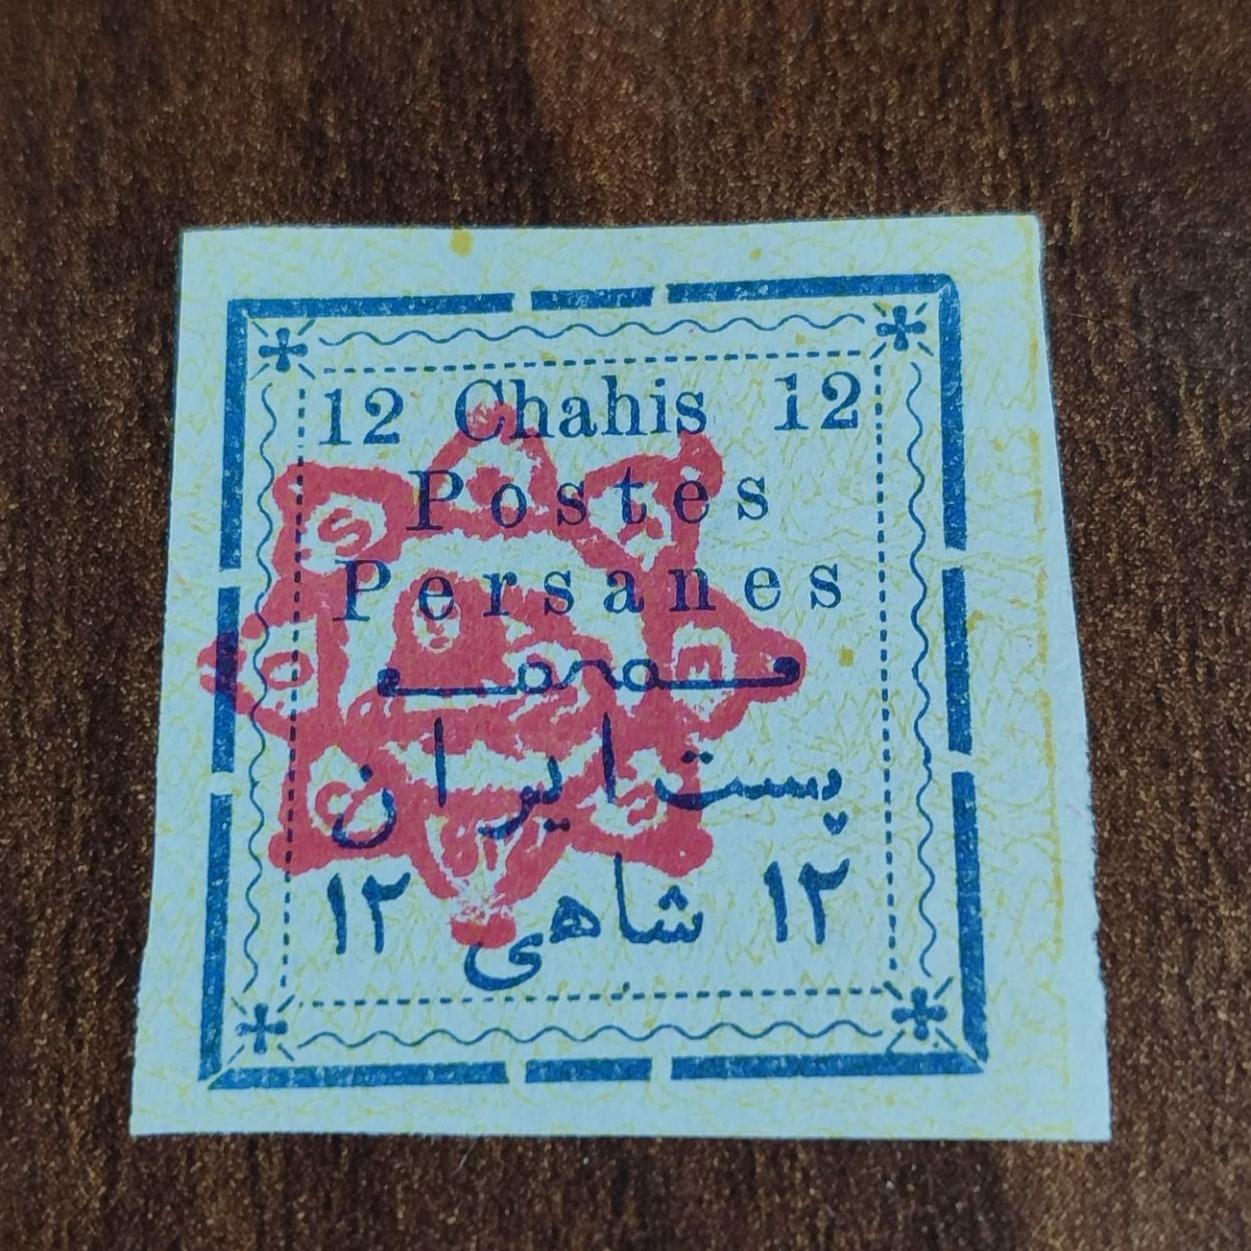 12 Chahis 12
Postes
Persanes
پست ایران
۱۲ شاهی ۱۲